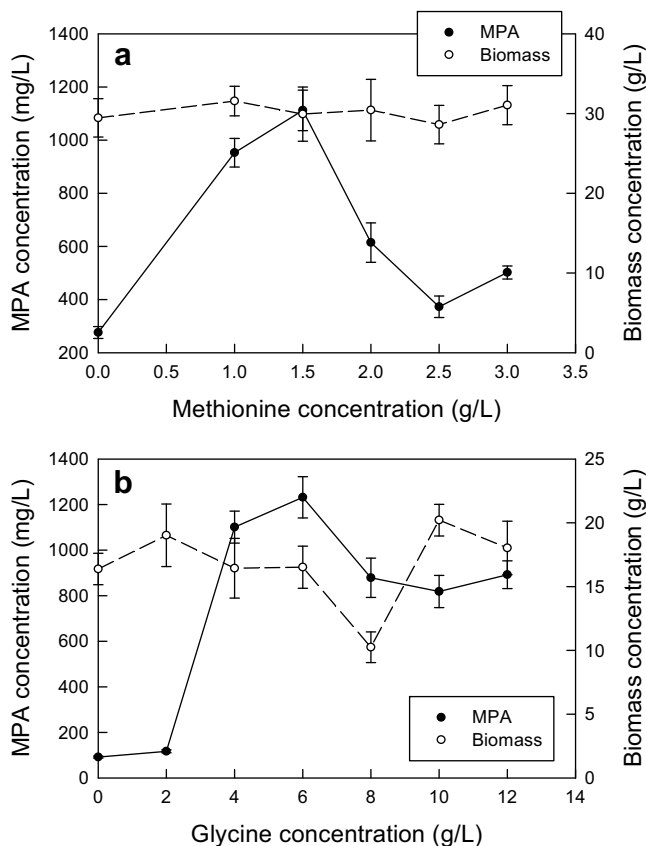 a
MPA
Biomass
1400
1200
1000
800
600
400
200
MPA concentration (mg/L)
40
30
20
10
0
Biomass concentration (g/L)
0.0 0.5 1.0 1.5 2.0 2.5 3.0 3.5
Methionine concentration (g/L)
b
1400
1200
1000
800
600
400
200
0
MPA concentration (mg/L)
25
20
15
10
5
0
Biomass concentration (g/L)
MPA
Biomass
0 2 4 6 8 10 12 14
Glycine concentration (g/L)